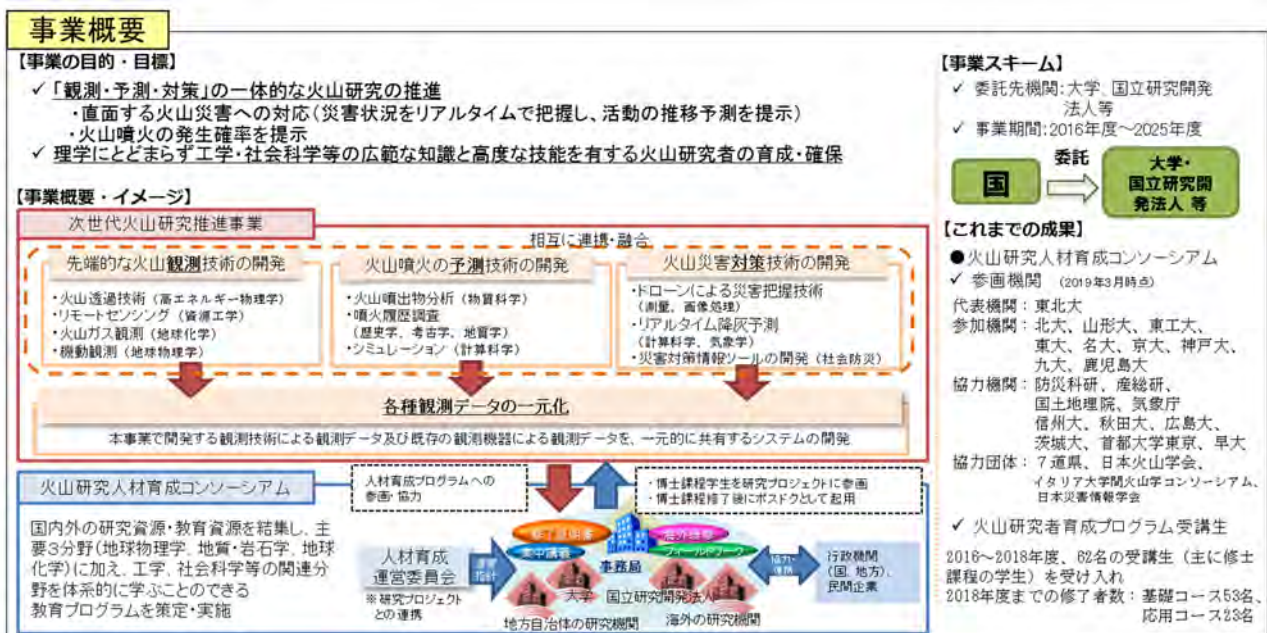 事業概要
【事業の目的・目標】
✓ 「観測・予測・対策」の一体的な火山研究の推進
・直面する火山災害への対応(災害状況をリアルタイムで把握し、活動の推移予測を提示)
・火山噴火の発生確率を提示
✓ 理学にとどまらず工学・社会科学等の広範な知識と高度な技能を有する火山研究者の育成・確保
【事業概要・イメージ】
次世代火山研究推進事業
相互に連携・融合
先端的な火山観測技術の開発
・火山透過技術(高エネルギー物理学)
・リモートセンシング(資源工学)
・火山ガス観測(地球化学)
・機動観測(地球物理学)
火山噴火の予測技術の開発
・火山噴出物分析(物質科学)
・噴火履歴調査
(歴史学、考古学、地質学)
・シミュレーション(計算科学)
火山災害対策技術の開発
・ドローンによる災害把握技術
(測量、画像処理)
・リアルタイム降灰予測
(計算科学、気象学)
・災害対策情報ツールの開発(社会防災)
各種観測データの一元化
本事業で開発する観測技術による観測データ及び既存の観測機器による観測データを、一元的に共有するシステムの開発
火山研究人材育成コンソーシアム
人材育成プログラムへの
参画・協力
・博士課程学生を研究プロジェクトに参画
・博士課程修了後にポスドクとして起用
国内外の研究資源・教育資源を結集し、主
要3分野(地球物理学、地質・岩石学、地球
化学)に加え、工学、社会科学等の関連分
野を体系的に学ぶことのできる
教育プログラムを策定・実施
人材育成
運営委員会
※研究プロジェクト
との連携
集中講義
フィールドワーク
事務局
大学
国立研究開発法人
地方自治体の研究機関
海外の研究機関
協力・
連携
行政機関
(国、地方)、
民間企業
【事業スキーム】
✓ 委託先機関:大学、国立研究開発
法人等
✓ 事業期間:2016年度~2025年度
国
委託
大学・
国立研究開
発法人 等
【これまでの成果】
●火山研究人材育成コンソーシアム
✓ 参画機関 (2019年3月時点)
代表機関:東北大
参加機関:北大、山形大、東工大、
東大、名大、京大、神戸大、
九大、鹿児島大
協力機関:防災科研、産総研、
国土地理院、気象庁
信州大、秋田大、広島大、
茨城大、首都大学東京、早大
協力団体:7道県、日本火山学会、
イタリア大学間火山学コンソーシアム、
日本災害情報学会
✓ 火山研究者育成プログラム受講生
2016~2018年度、62名の受講生(主に修士
課程の学生)を受け入れ
2018年度までの修了者数:基礎コース53名、
応用コース23名